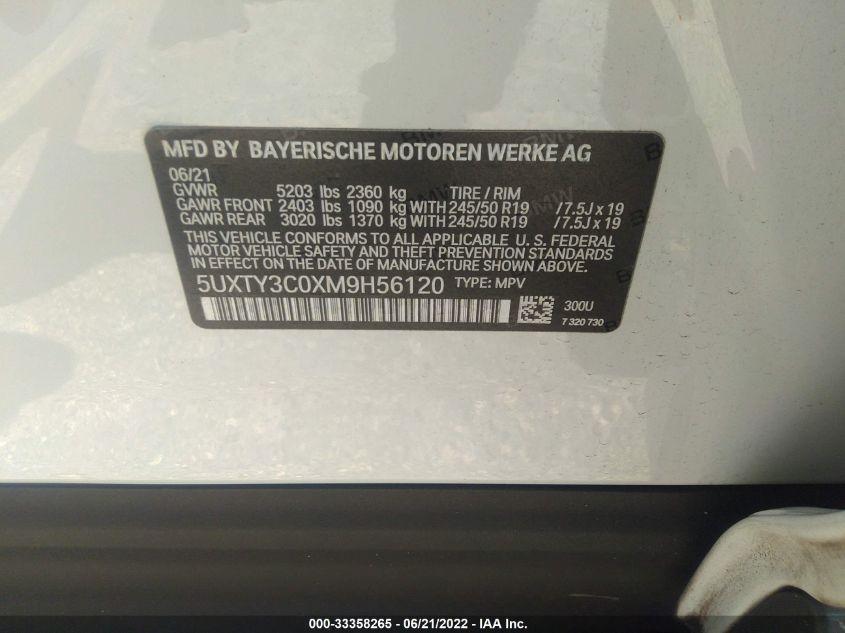 MFD BY BAYERISCHE MOTOREN WERKE AG
06/21
GVWR 5203 lbs 2360 kg TIRE / RIM
GAWR FRONT 2403 lbs 1090 kg WITH 245/50 R19 /7.5J x 19
GAWR REAR 3020 lbs 1370 kg WITH 245/50 R19 /7.5J x 19
THIS VEHICLE CONFORMS TO ALL APPLICABLE U. S. FEDERAL
MOTOR VEHICLE SAFETY AND THEFT PREVENTION STANDARDS
IN EFFECT ON THE DATE OF MANUFACTURE SHOWN ABOVE.
5UXTY3C0XM9H56120 TYPE: MPV
300U
7 320 730
000-33358265 - 06/21/2022 - IAA Inc.